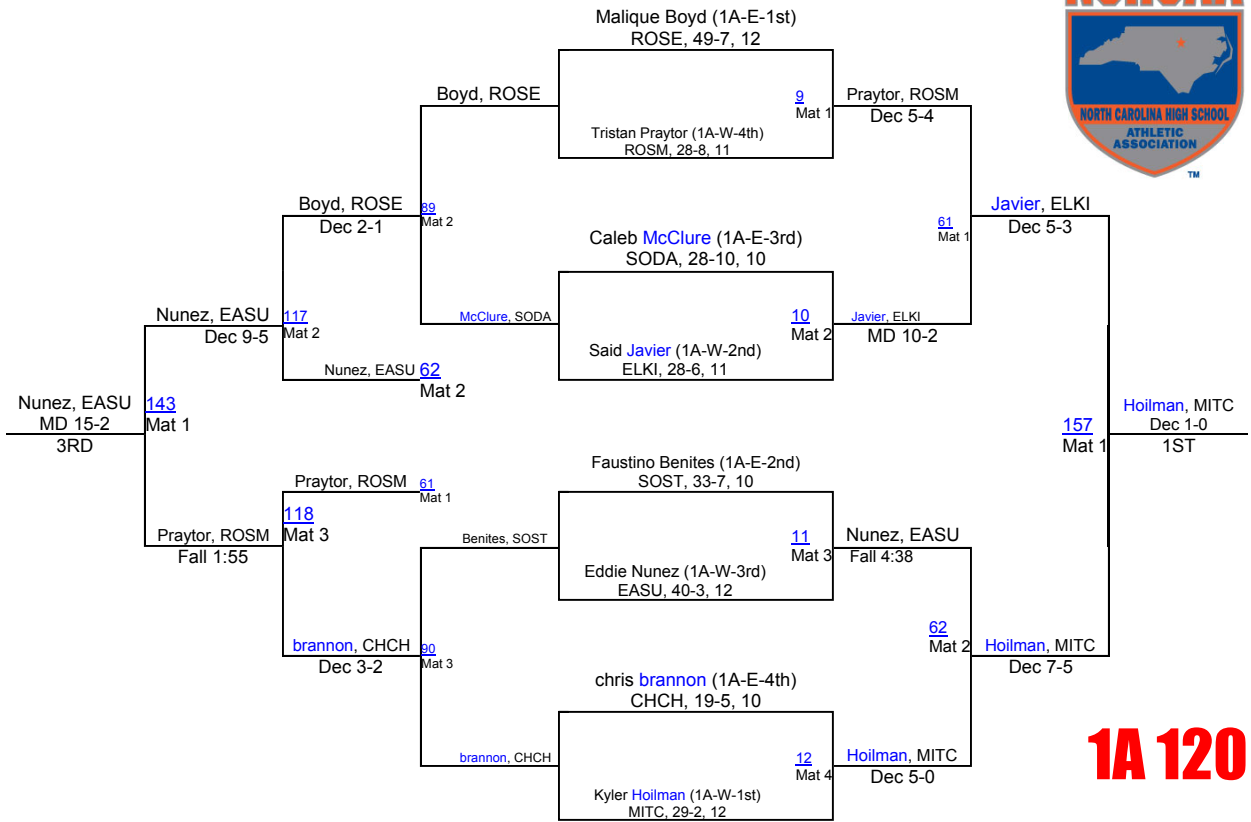 Malique Boyd (1A-E-1st)
ROSE, 49-7, 12
Boyd, ROSE
9
Mat 1
Praytor, ROSM
Dec 5-4
Tristan Praytor (1A-W-4th)
ROSM, 28-8, 11
NORTH CAROLINA HIGH SCHOOL
ATHLETIC
ASSOCIATION
TM
Boyd, ROSE
Dec 2-1
89
Mat 2
61
Mat 1
Javier, ELKI
Dec 5-3
Caleb McClure (1A-E-3rd)
SODA, 28-10, 10
McClure, SODA
10
Mat 2
Javier, ELKI
MD 10-2
Said Javier (1A-W-2nd)
ELKI, 28-6, 11
Nunez, EASU
Dec 9-5
117
Mat 2
Nunez, EASU
62
Mat 2
Nunez, EASU
MD 15-2
3RD
143
Mat 1
157
Mat 1
Hoilman, MITC
Dec 1-0
1ST
Faustino Benites (1A-E-2nd)
SOST, 33-7, 10
Praytor, ROSM
61
Mat 1
118
Mat 3
Praytor, ROSM
Fall 1:55
Benites, SOST
11
Mat 3
Nunez, EASU
Fall 4:38
Eddie Nunez (1A-W-3rd)
EASU, 40-3, 12
brannon, CHCH
Dec 3-2
90
Mat 3
62
Mat 2
Hoilman, MITC
Dec 7-5
chris brannon (1A-E-4th)
CHCH, 19-5, 10
brannon, CHCH
12
Mat 4
Hoilman, MITC
Dec 5-0
Kyler Hoilman (1A-W-1st)
MITC, 29-2, 12
1A 120